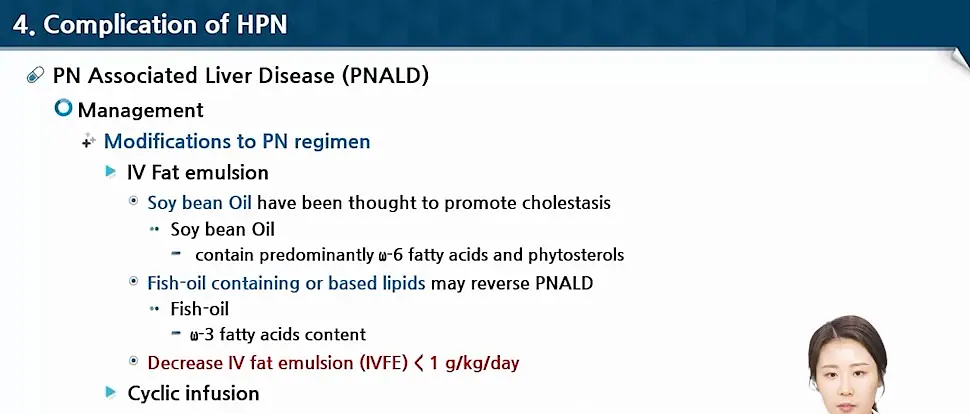 4. Complication of HPN
PN Associated Liver Disease (PNALD)
Management
Modifications to PN regimen
IV Fat emulsion
Soy bean Oil have been thought to promote cholestasis
Soy bean Oil
contain predominantly ω-6 fatty acids and phytosterols
Fish-oil containing or based lipids may reverse PNALD
Fish-oil
ω-3 fatty acids content
Decrease IV fat emulsion (IVFE) < 1 g/kg/day
Cyclic infusion